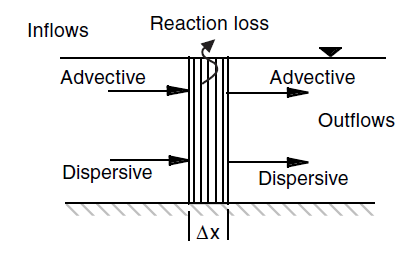 Inflows
Reaction loss
Advective
Advective
Outflows
Dispersive
Dispersive
Δx